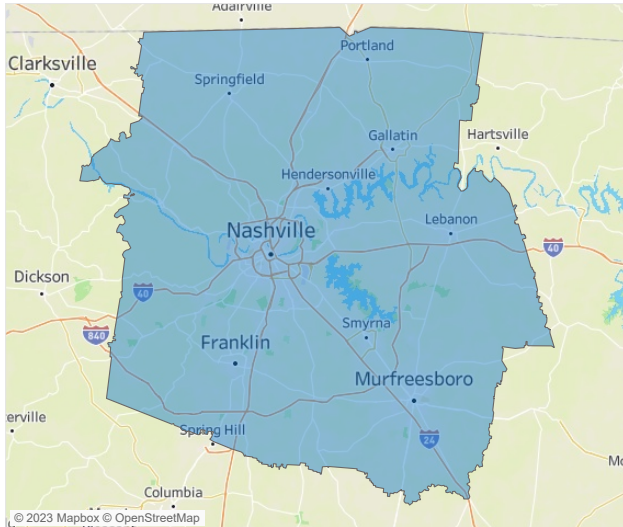 Adairville
Portland
Clarksville
Springfield
Gallatin
Hartsville
Hendersonville
Nashville
Lebanon
40
Dickson
40
Smyrna
840
Franklin
Murfreesboro
erville
Spring Hill
24
Mc
Columbia
© 2023 Mapbox © OpenStreetMap